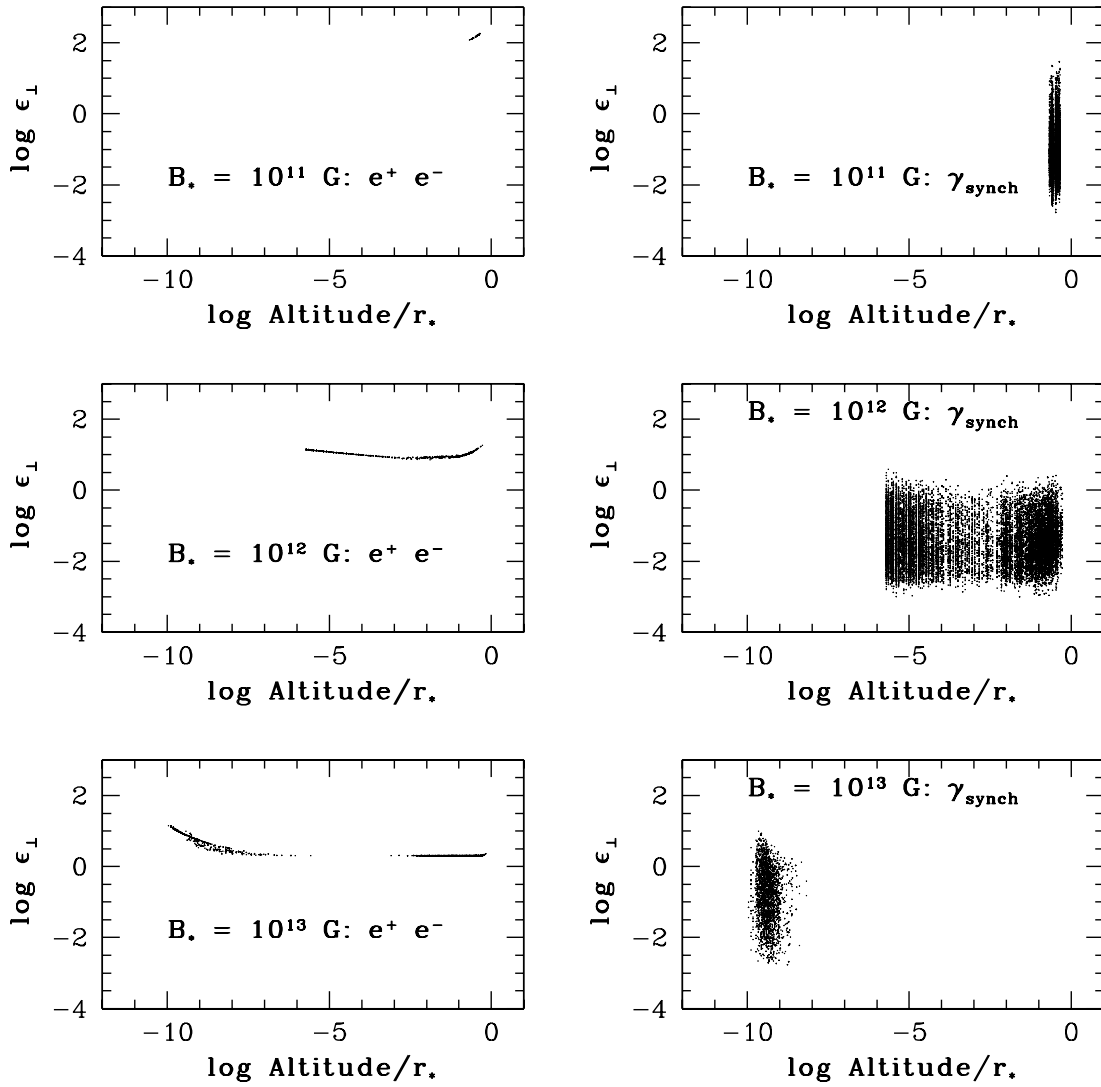 2
0
−2
−4
log ϵ⊥
B* = 10¹¹ G: e⁺ e⁻
−10 −5 0
log Altitude/r*
2
0
−2
−4
log ϵ⊥
B* = 10¹¹ G: γsynch
−10 −5 0
log Altitude/r*
2
0
−2
−4
log ϵ⊥
B* = 10¹² G: e⁺ e⁻
−10 −5 0
log Altitude/r*
2
0
−2
−4
log ϵ⊥
B* = 10¹² G: γsynch
−10 −5 0
log Altitude/r*
2
0
−2
−4
log ϵ⊥
B* = 10¹³ G: e⁺ e⁻
−10 −5 0
log Altitude/r*
2
0
−2
−4
log ϵ⊥
B* = 10¹³ G: γsynch
−10 −5 0
log Altitude/r*